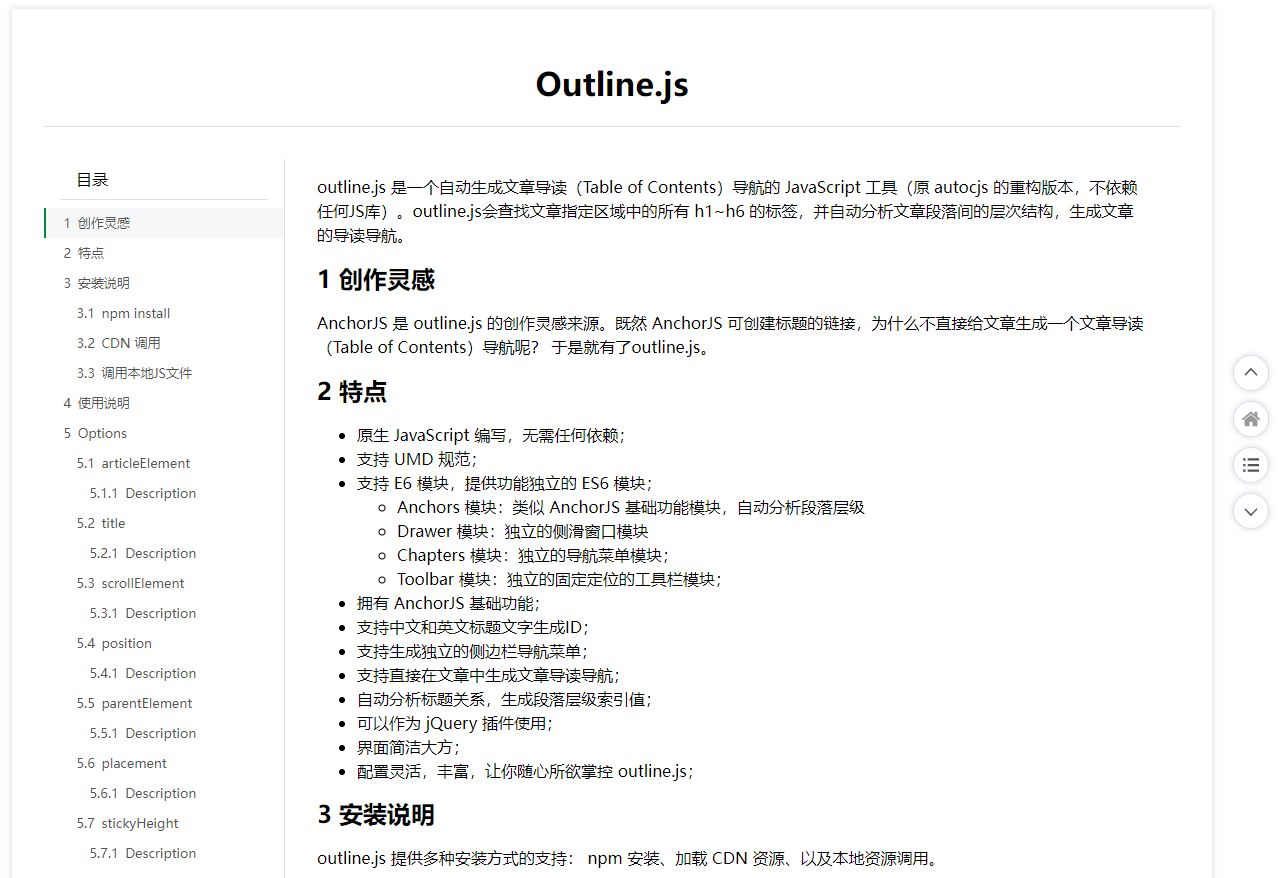 Outline.js
目录
1 创作灵感
2 特点
3 安装说明
3.1 npm install
3.2 CDN 调用
3.3 调用本地JS文件
4 使用说明
5 Options
5.1 articleElement
5.1.1 Description
5.2 title
5.2.1 Description
5.3 scrollElement
5.3.1 Description
5.4 position
5.4.1 Description
5.5 parentElement
5.5.1 Description
5.6 placement
5.6.1 Description
5.7 stickyHeight
5.7.1 Description
outline.js 是一个自动生成文章导读（Table of Contents）导航的 JavaScript 工具（原 autocjs 的重构版本，不依赖
任何JS库）。outline.js会查找文章指定区域中的所有 h1~h6 的标签，并自动分析文章段落间的层次结构，生成文章
的导读导航。
1 创作灵感
AnchorJS 是 outline.js 的创作灵感来源。既然 AnchorJS 可创建标题的链接，为什么不直接给文章生成一个文章导读
（Table of Contents）导航呢？ 于是就有了outline.js。
2 特点
原生 JavaScript 编写，无需任何依赖；
支持 UMD 规范；
支持 E6 模块，提供功能独立的 ES6 模块；
Anchors 模块：类似 AnchorJS 基础功能模块，自动分析段落层级
Drawer 模块：独立的侧滑窗口模块
Chapters 模块：独立的导航菜单模块；
Toolbar 模块：独立的固定定位的工具栏模块；
拥有 AnchorJS 基础功能；
支持中文和英文标题文字生成ID；
支持生成独立的侧边栏导航菜单；
支持直接在文章中生成文章导读导航；
自动分析标题关系，生成段落层级索引值；
可以作为 jQuery 插件使用；
界面简洁大方；
配置灵活，丰富，让你随心所欲掌控 outline.js；
3 安装说明
outline.js 提供多种安装方式的支持： npm 安装、加载 CDN 资源、以及本地资源调用。